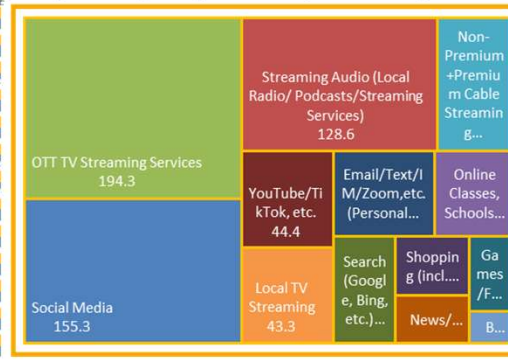 OTT TV Streaming Services
194.3
Social Media
155.3
Streaming Audio (Local
Radio/ Podcasts/Streaming
Services)
128.6
Non-
Premium
+Premiu
m Cable
Streamin
g...
YouTube/Ti
kTok, etc.
44.4
Local TV
Streaming
43.3
Email/Text/I
M/Zoom,etc.
(Personal...
Online
Classes,
Schools...
Search
(Googl
e, Bing,
etc.)...
Shoppin
g (incl....
News/...
Ga
mes
/F...
B...